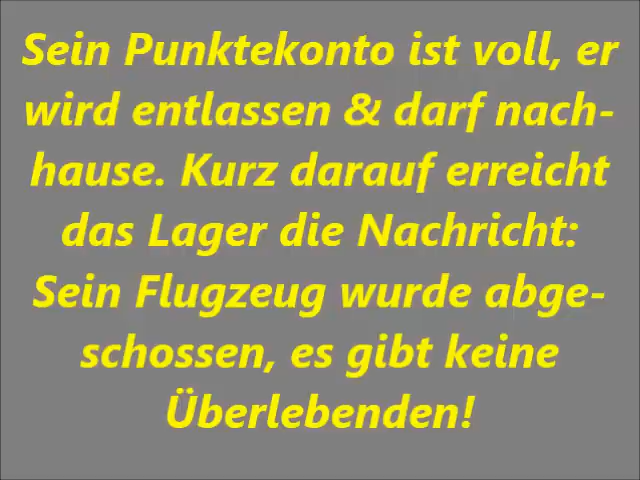 Sein Punktekonto ist voll, er
wird entlassen & darf nach-
hause. Kurz darauf erreicht
das Lager die Nachricht:
Sein Flugzeug wurde abge-
schossen, es gibt keine
Überlebenden!